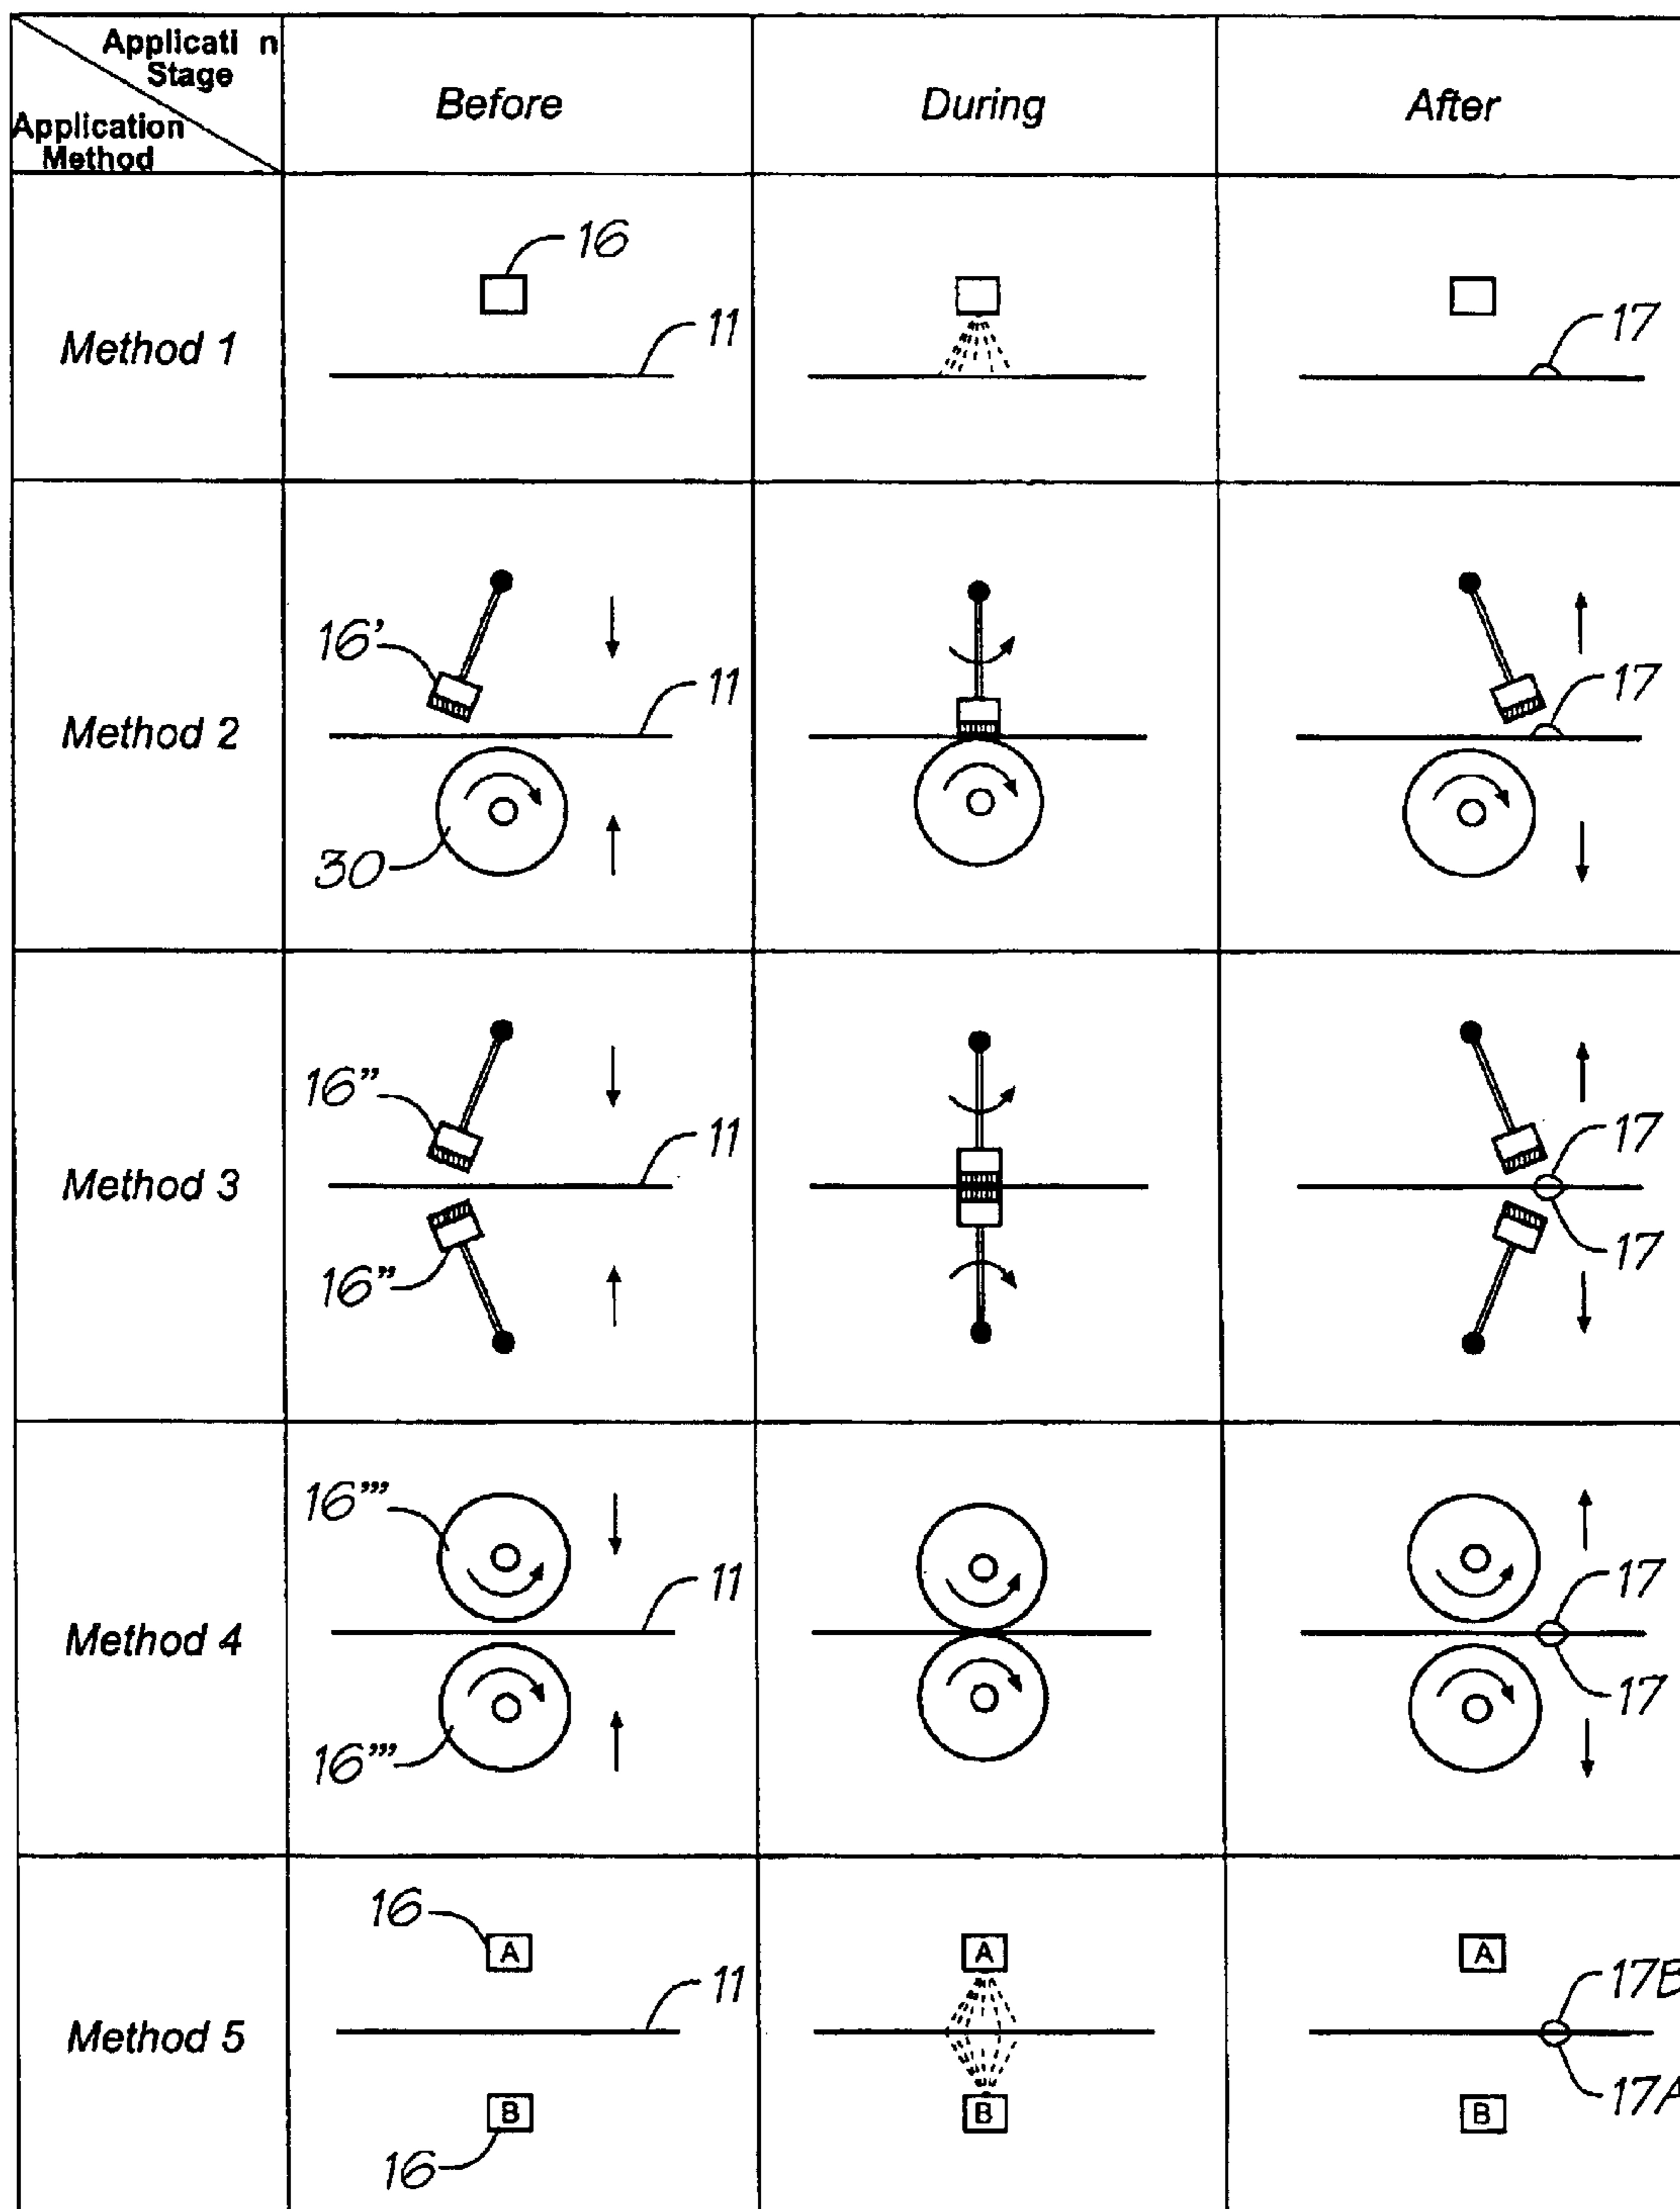 Applicati n
Stage
Application
Method
Before
During
After
Method 1
16
11
17
Method 2
16'
11
30
17
Method 3
16"
11
16"
17
17
Method 4
16'''
11
16'''
17
17
Method 5
16
A
11
B
16
A
B
A
17B
17A
B